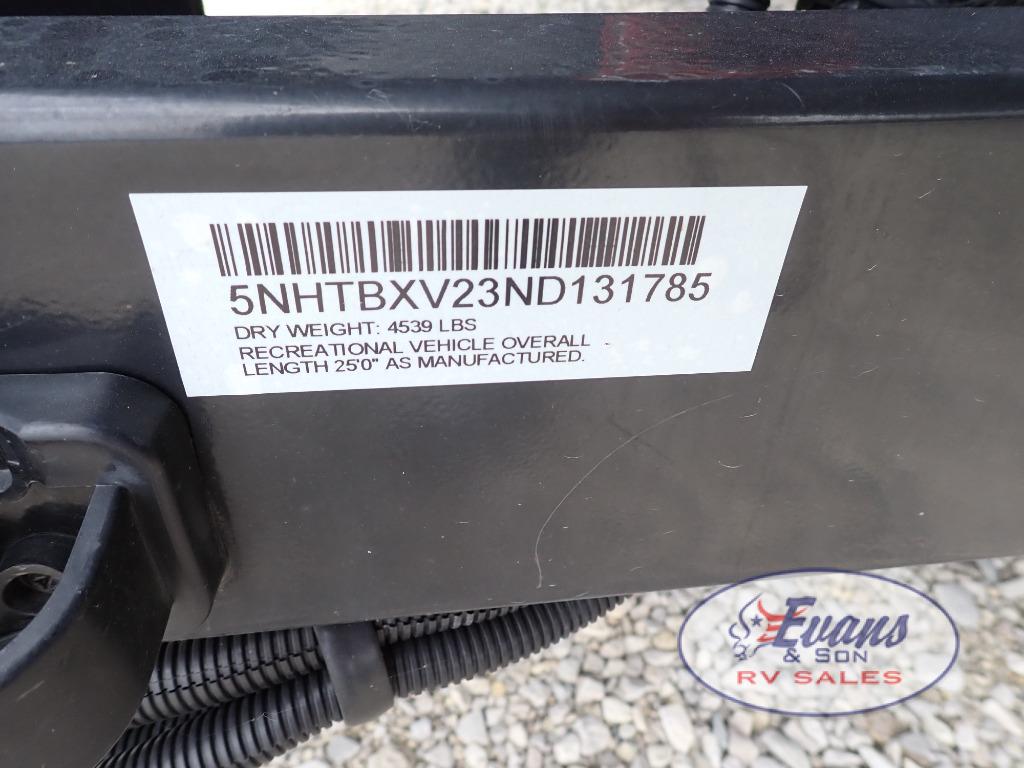 5NHTBXV23ND131785
DRY WEIGHT: 4539 LBS
RECREATIONAL VEHICLE OVERALL
LENGTH 25'0" AS MANUFACTURED.
Evans
& SON
RV SALES